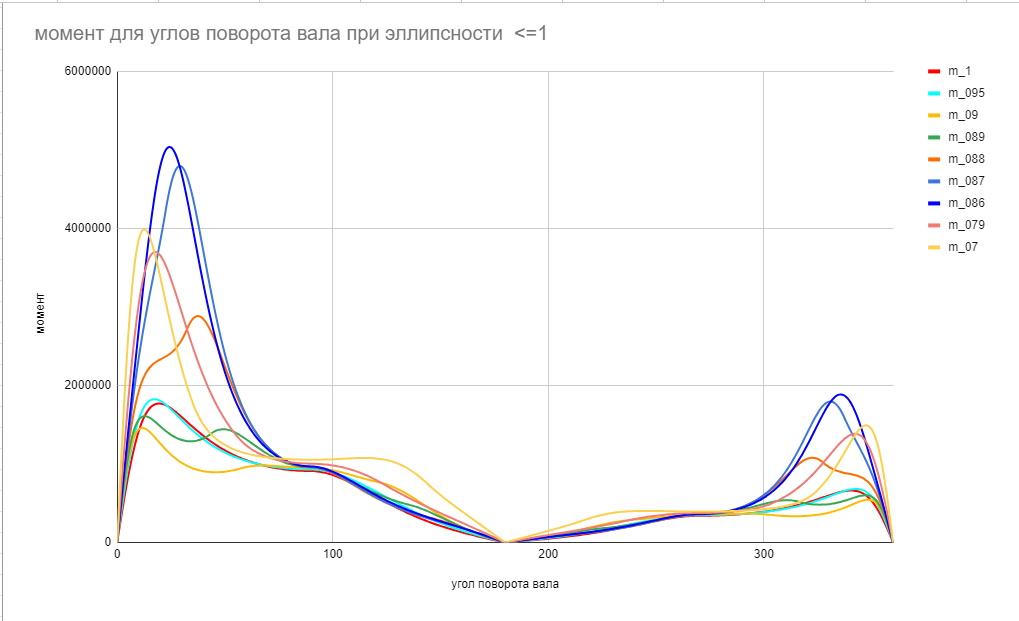 момент для углов поворота вала при эллипсности <=1
6000000
4000000
2000000
0
момент
0
100
200
300
угол поворота вала
m_1
m_095
m_09
m_089
m_088
m_087
m_086
m_079
m_07